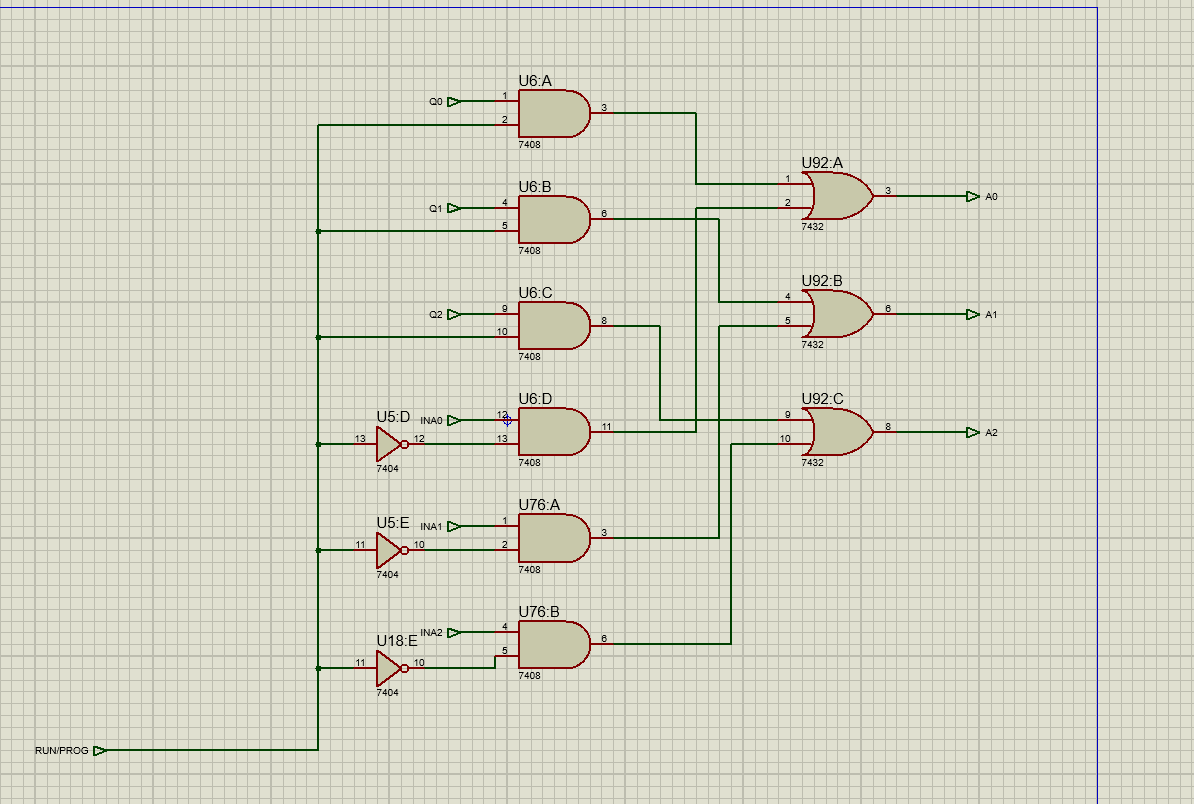 U6:A
Q0
1
2
3
7408
U6:B
Q1
4
5
6
7408
U6:C
Q2
9
10
8
7408
U6:D
INA0
12
13
11
7408
U5:D
13
12
7404
U76:A
INA1
1
2
3
7408
U5:E
11
10
7404
U76:B
INA2
4
5
6
7408
U18:E
11
10
7404
RUN/PROG
U92:A
1
2
3
A0
7432
U92:B
4
5
6
A1
7432
U92:C
9
10
8
A2
7432